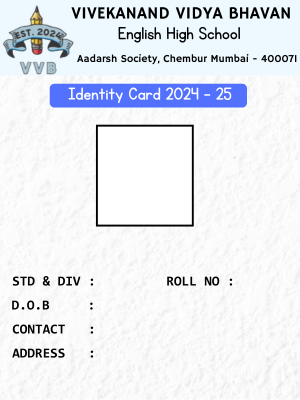 VIVEKANAND VIDYA BHAVAN
English High School
Aadarsh Society, Chembur Mumbai - 400071
EST. 2024
VVB
Identity Card 2024 - 25
STD & DIV : ROLL NO :
D.O.B :
CONTACT :
ADDRESS :